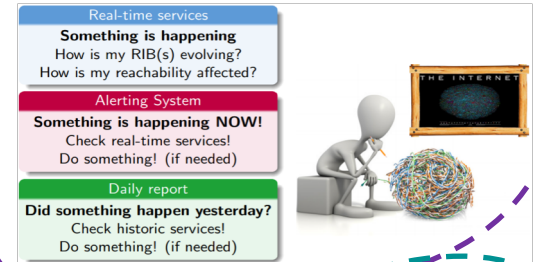 Real-time services
Something is happening
How is my RIB(s) evolving?
How is my reachability affected?
Alerting System
Something is happening NOW!
Check real-time services!
Do something! (if needed)
Daily report
Did something happen yesterday?
Check historic services!
Do something! (if needed)
THE INTERNET